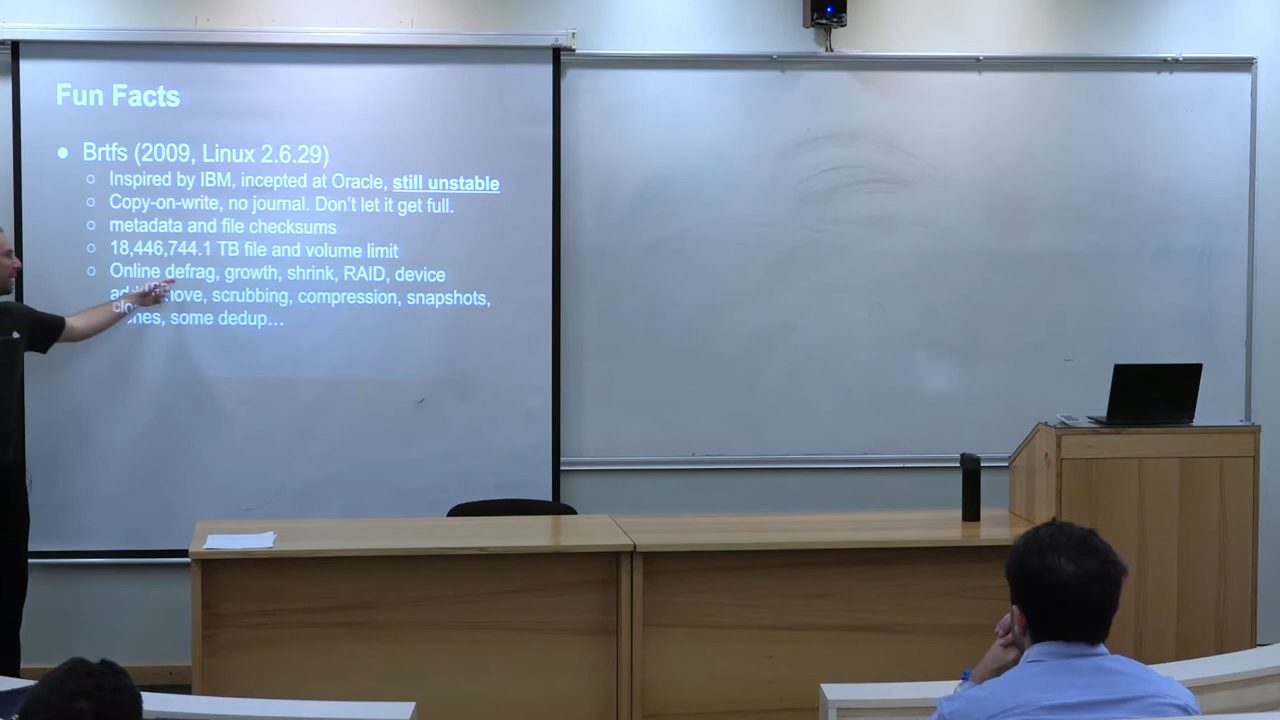 Fun Facts
● Brtfs (2009, Linux 2.6.29)
○ Inspired by IBM, incepted at Oracle, still unstable
○ Copy-on-write, no journal. Don't let it get full.
○ metadata and file checksums
○ 18,446,744.1 TB file and volume limit
○ Online defrag, growth, shrink, RAID, device
scrubbing, compression, snapshots,
some dedup…